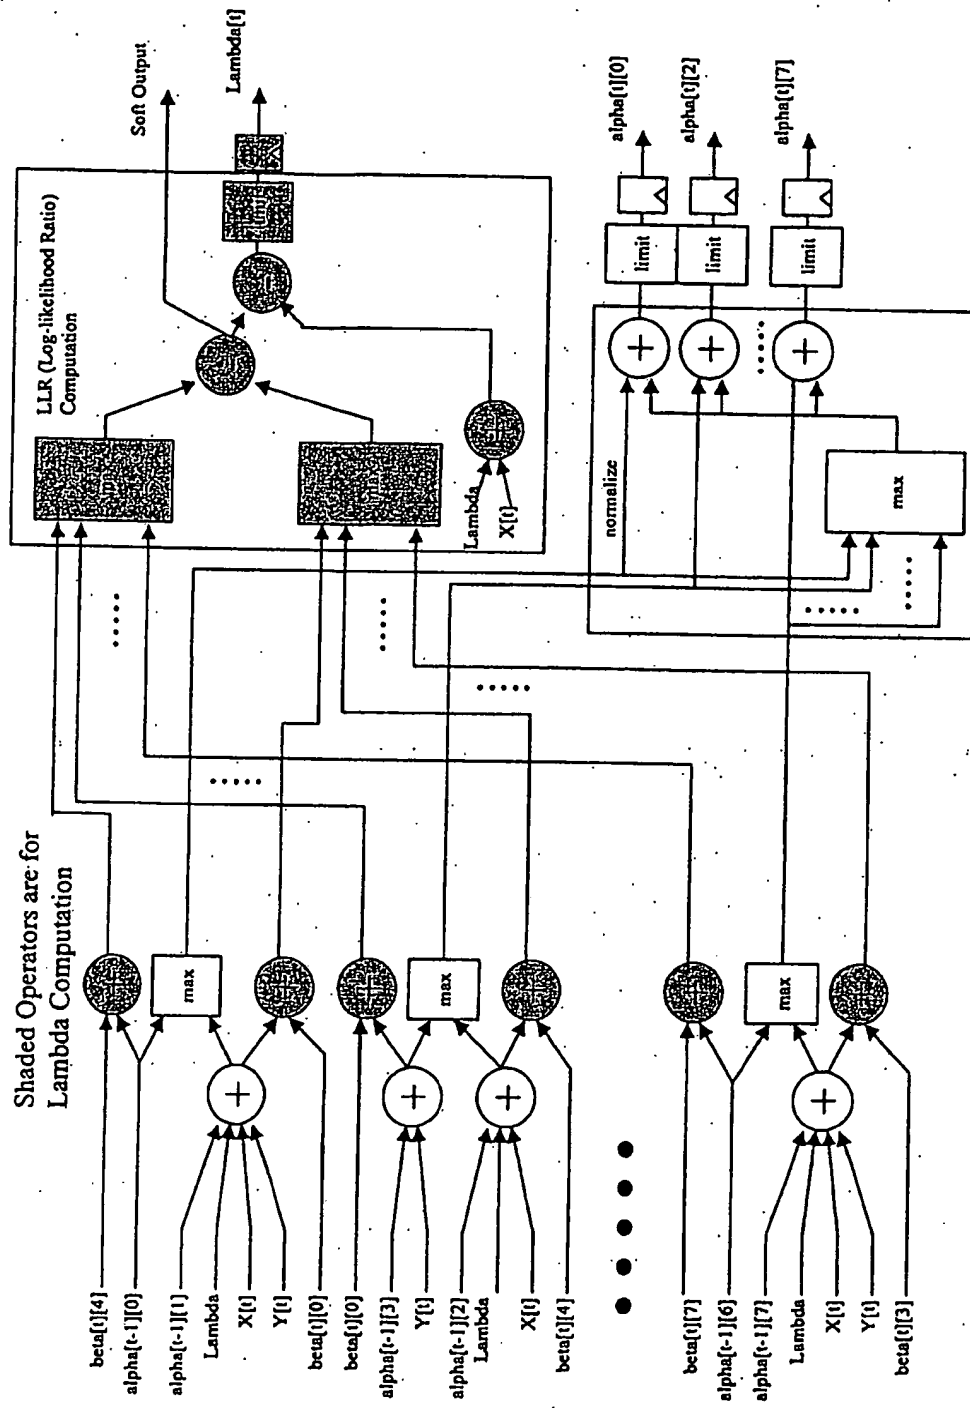 Shaded Operators are for
Lambda Computation
beta[t][4]
alpha[t-1][0]
alpha[t-1][1]
Lambda
X[t]
Y[t]
beta[t][0]
beta[t][0]
alpha[t-1][3]
Y[t]
alpha[t-1][2]
Lambda
X[t]
beta[t][4]
beta[t][7]
alpha[t-1][6]
alpha[t-1][7]
Lambda
X[t]
Y[t]
beta[t][3]
+
+
+
+
max
max
max
LLR (Log-likelihood Ratio)
Computation
max
max
Lambda
X[t]
Soft Output
Lambda[t]
normalize
max
+
+
+
limit
limit
limit
alpha[t][0]
alpha[t][2]
alpha[t][7]